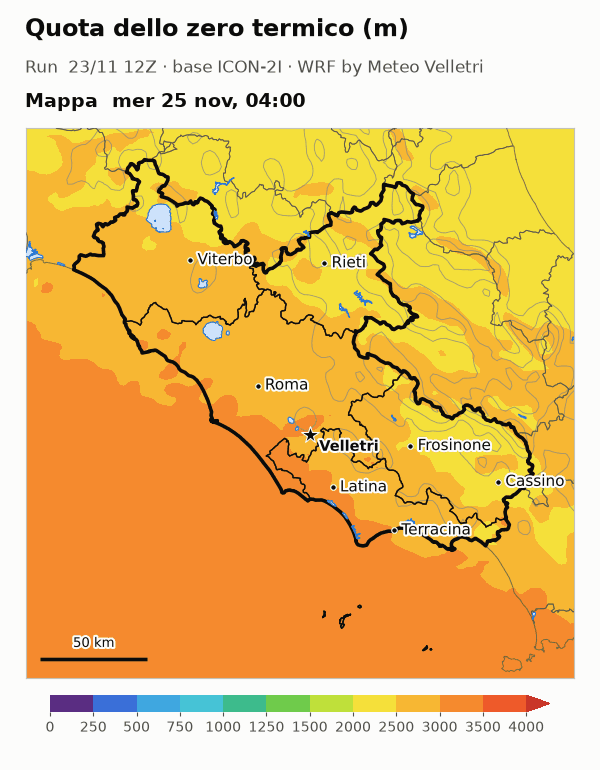 Quota dello zero termico (m)
Run  23/11 12Z · base ICON-2I · WRF by Meteo Velletri
Mappa  mer 25 nov, 04:00
Viterbo
Rieti
Roma
Velletri
Frosinone
Cassino
Latina
Terracina
50 km
0 250 500 750 1000 1250 1500 2000 2500 3000 3500 4000